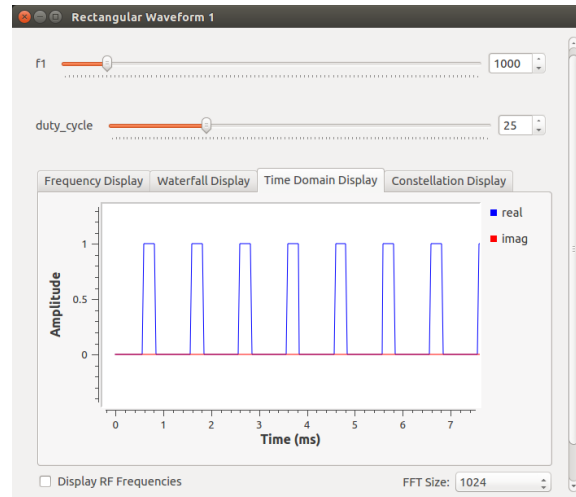 Rectangular Waveform 1
f1 1000
duty_cycle 25
Frequency Display Waterfall Display Time Domain Display Constellation Display
real
imag
1
0.5
0
Amplitude
0 1 2 3 4 5 6 7
Time (ms)
Display RF Frequencies FFT Size: 1024